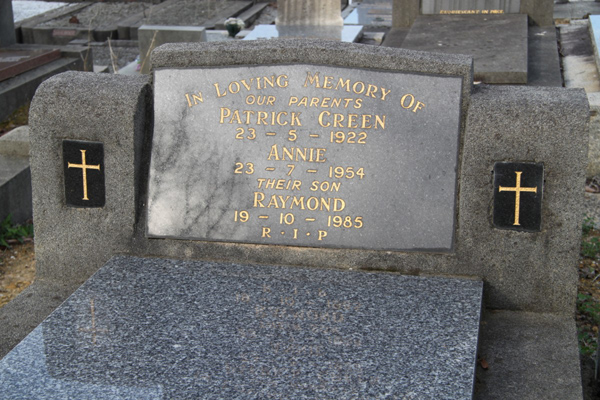 In Loving Memory Of
OUR PARENTS
PATRICK GREEN
23 - 5 - 1922
ANNIE
23 - 7 - 1954
THEIR SON
RAYMOND
19 - 10 - 1985
R · I · P